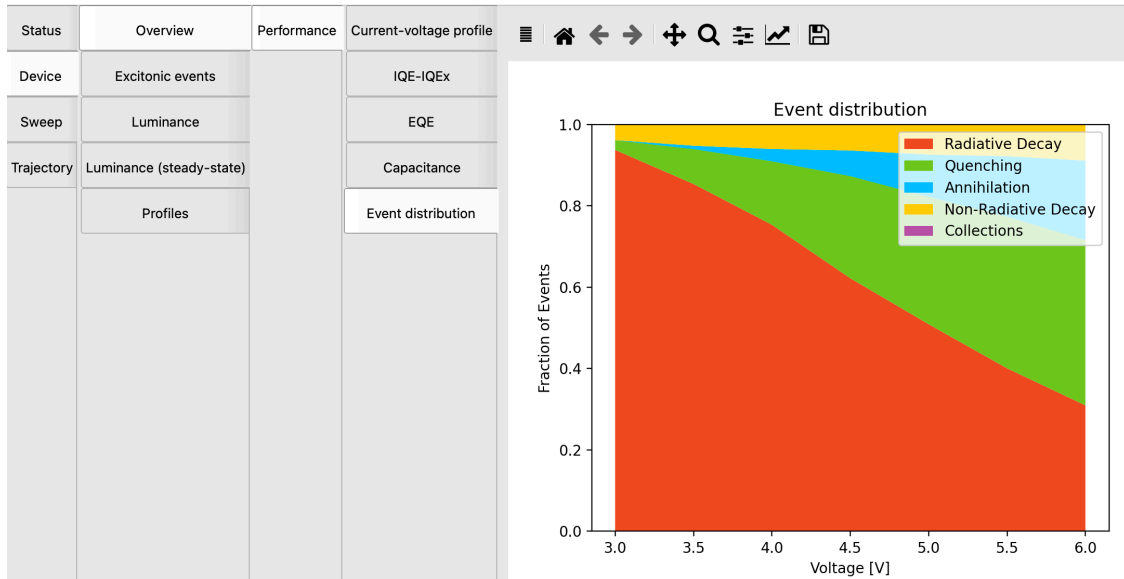 Status
Overview
Performance
Current-voltage profile
Device
Excitonic events
IQE-IQEx
Sweep
Luminance
EQE
Trajectory
Luminance (steady-state)
Capacitance
Profiles
Event distribution
Event distribution
Radiative Decay
Quenching
Annihilation
Non-Radiative Decay
Collections
Fraction of Events
1.0
0.8
0.6
0.4
0.2
0.0
3.0 3.5 4.0 4.5 5.0 5.5 6.0
Voltage [V]